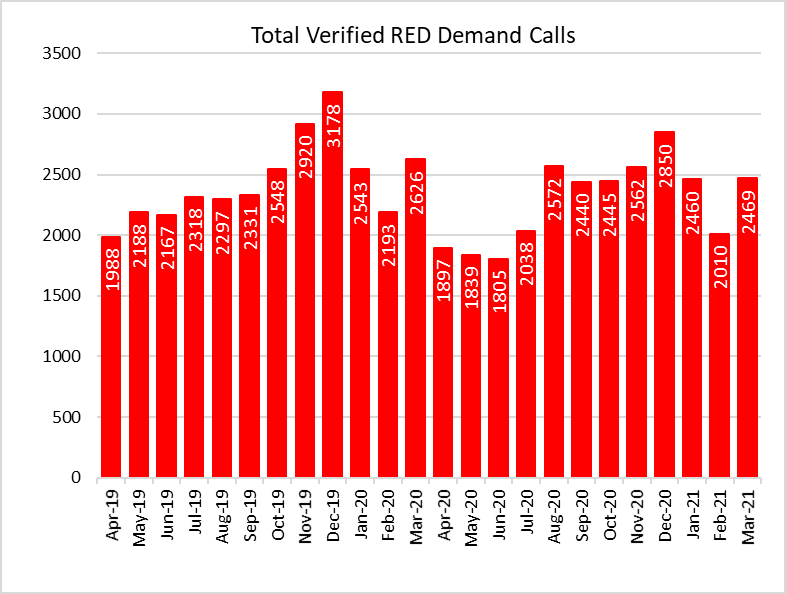 Total Verified RED Demand Calls
3500
3000
2500
2000
1500
1000
500
0
1988
2188
2167
2318
2297
2331
2548
2920
3178
2543
2193
2626
1897
1839
1805
2038
2572
2440
2445
2562
2850
2460
2010
2469
Apr-19
May-19
Jun-19
Jul-19
Aug-19
Sep-19
Oct-19
Nov-19
Dec-19
Jan-20
Feb-20
Mar-20
Apr-20
May-20
Jun-20
Jul-20
Aug-20
Sep-20
Oct-20
Nov-20
Dec-20
Jan-21
Feb-21
Mar-21